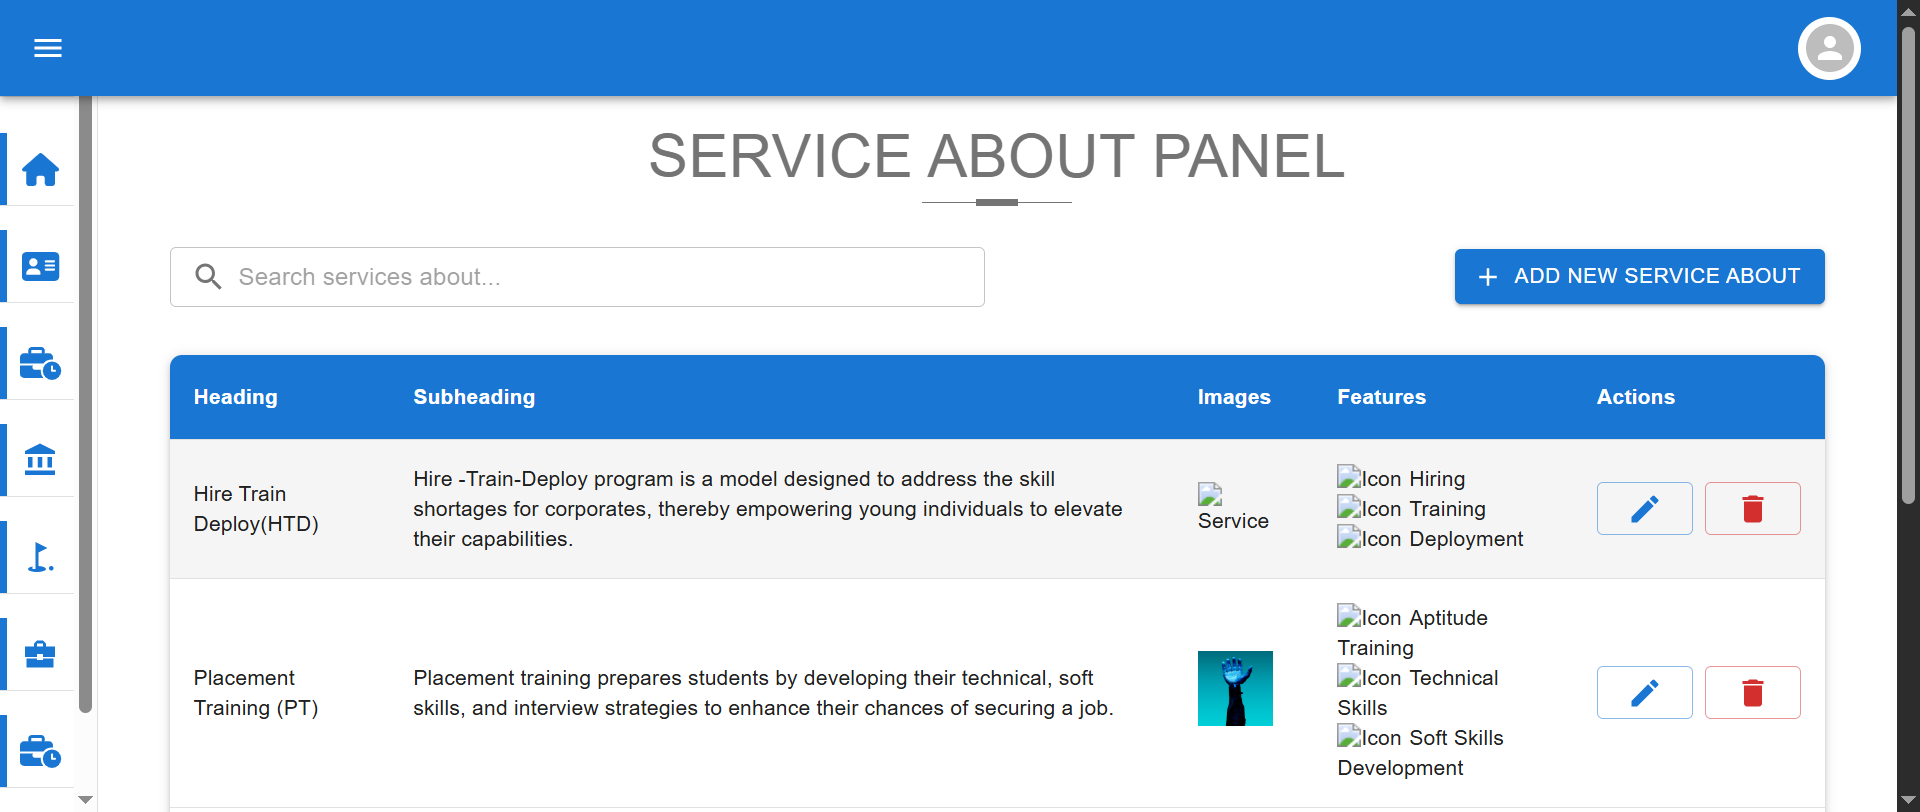 SERVICE ABOUT PANEL
Search services about...
ADD NEW SERVICE ABOUT
Heading
Subheading
Images
Features
Actions
Hire Train
Deploy(HTD)
Hire -Train-Deploy program is a model designed to address the skill
shortages for corporates, thereby empowering young individuals to elevate
their capabilities.
Service
Icon Hiring
Icon Training
Icon Deployment
Placement
Training (PT)
Placement training prepares students by developing their technical, soft
skills, and interview strategies to enhance their chances of securing a job.
Icon Aptitude
Training
Icon Technical
Skills
Icon Soft Skills
Development